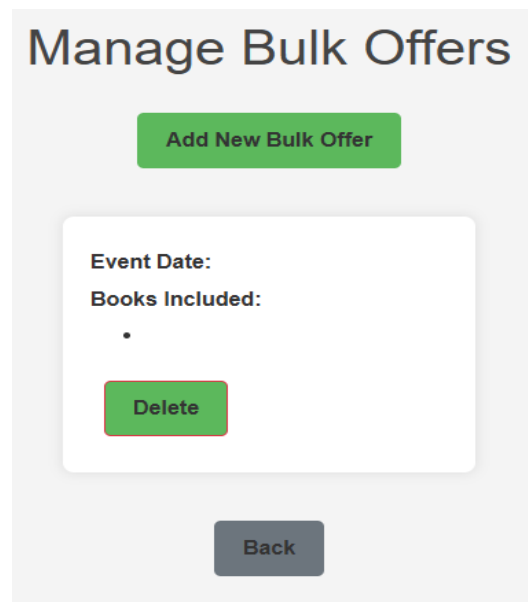 Manage Bulk Offers
Add New Bulk Offer
Event Date:
Books Included:
•
Delete
Back